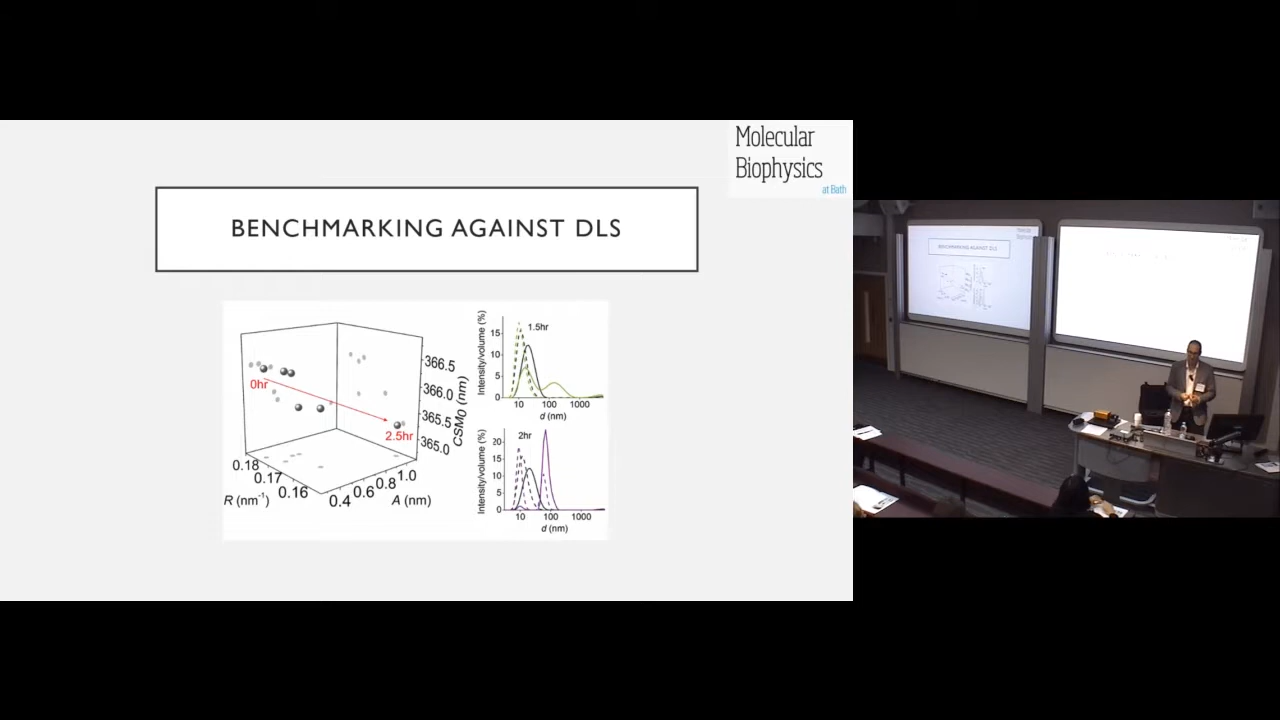 Molecular
Biophysics
at Bath
BENCHMARKING AGAINST DLS
366.5
366.0
365.5
365.0
CSM0 (nm)
0hr
2.5hr
0.18
0.17
0.16
R (nm-1)
0.4
0.6
0.8
1.0
A (nm)
Intensity/volume (%)
15
10
5
0
1.5hr
10
100
1000
d (nm)
Intensity/volume (%)
20
15
10
5
0
2hr
10
100
1000
d (nm)
BENCHMARKING AGAINST DLS